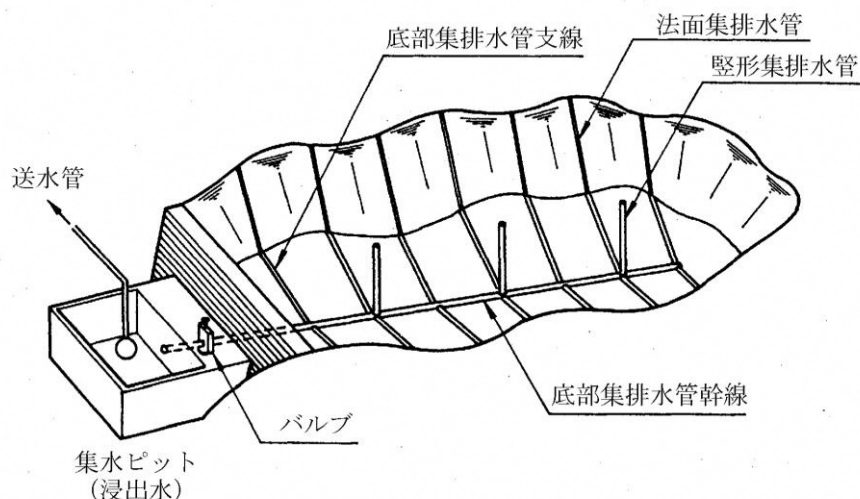 法面集排水管
底部集排水管支線
竪形集排水管
送水管
底部集排水管幹線
バルブ
集水ピット
（浸出水）